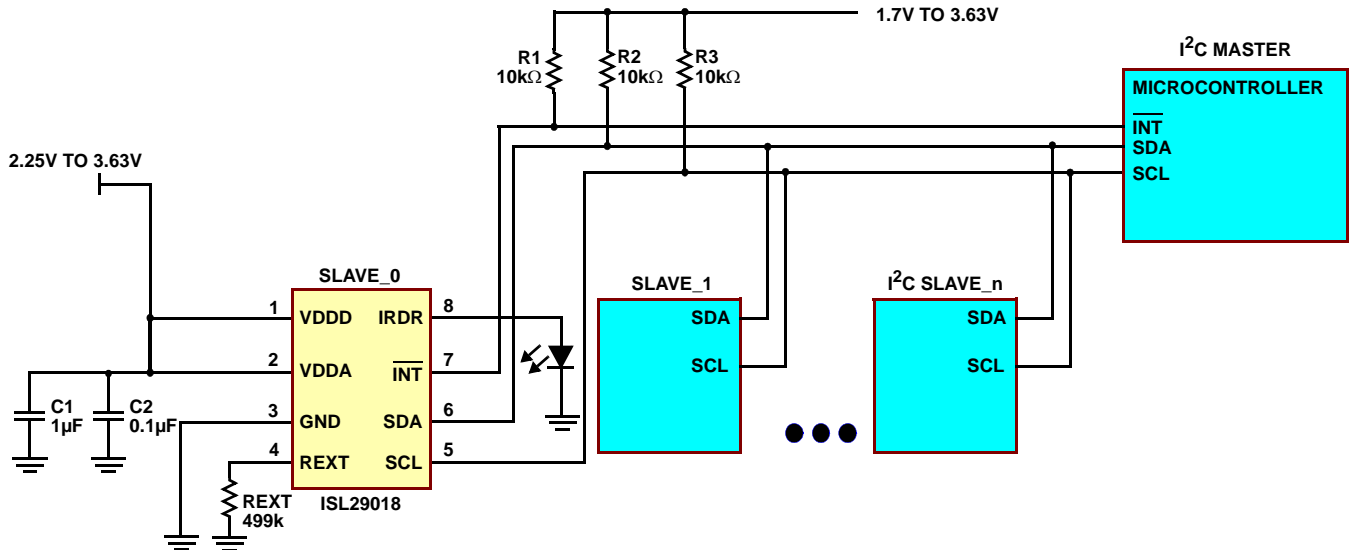 1.7V TO 3.63V
R1
10kΩ
R2
10kΩ
R3
10kΩ
I²C MASTER
MICROCONTROLLER
INT
SDA
SCL
2.25V TO 3.63V
SLAVE_0
1
VDDD
IRDR
8
2
VDDA
INT
7
3
GND
SDA
6
4
REXT
SCL
5
ISL29018
C1
1µF
C2
0.1µF
REXT
499k
SLAVE_1
SDA
SCL
I²C SLAVE_n
SDA
SCL